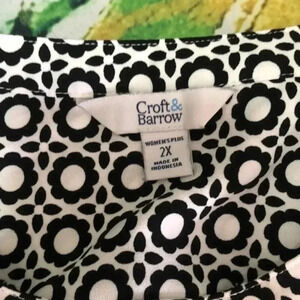 Croft&
Barrow
WOMEN'S PLUS
2X
MADE IN
INDONESIA